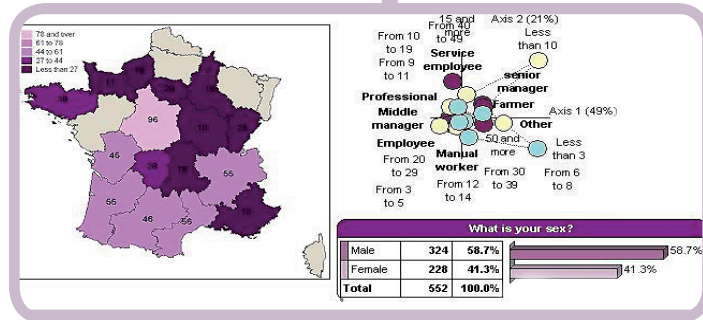 78 and over
61 to 78
44 to 61
27 to 44
Less than 27
96
45
55
55
46
56
15 and
more
From 40
to 49
Axis 2 (21%)
From 10
to 19
Less
than 10
From 9
to 11
Service
employee
senior
manager
Professional
Farmer
Axis 1 (49%)
Middle
manager
Other
Employee
50 and
more
Less
than 3
From 20
to 29
Manual
worker
From 3
to 5
From 12
to 14
From 30
to 39
From 6
to 8
What is your sex?
Male 324 58.7% 58.7%
Female 228 41.3% 41.3%
Total 552 100.0%